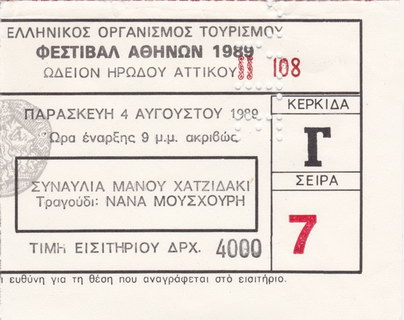 ΕΛΛΗΝΙΚΟΣ ΟΡΓΑΝΙΣΜΟΣ ΤΟΥΡΙΣΜΟΥ
ΦΕΣΤΙΒΑΛ ΑΘΗΝΩΝ 1989
ΩΔΕΙΟΝ ΗΡΩΔΟΥ ΑΤΤΙΚΟΥ
108
ΠΑΡΑΣΚΕΥΗ 4 ΑΥΓΟΥΣΤΟΥ 1989
Ώρα έναρξης 9 μ.μ. ακριβώς
ΚΕΡΚΙΔΑ
Γ
ΣΥΝΑΥΛΙΑ ΜΑΝΟΥ ΧΑΤΖΙΔΑΚΙ
Τραγούδι: ΝΑΝΑ ΜΟΥΣΧΟΥΡΗ
ΣΕΙΡΑ
7
ΤΙΜΗ ΕΙΣΙΤΗΡΙΟΥ ΔΡΧ. 4000
ευθύνη για τη θέση που αναγράφεται στό εισιτήριο.